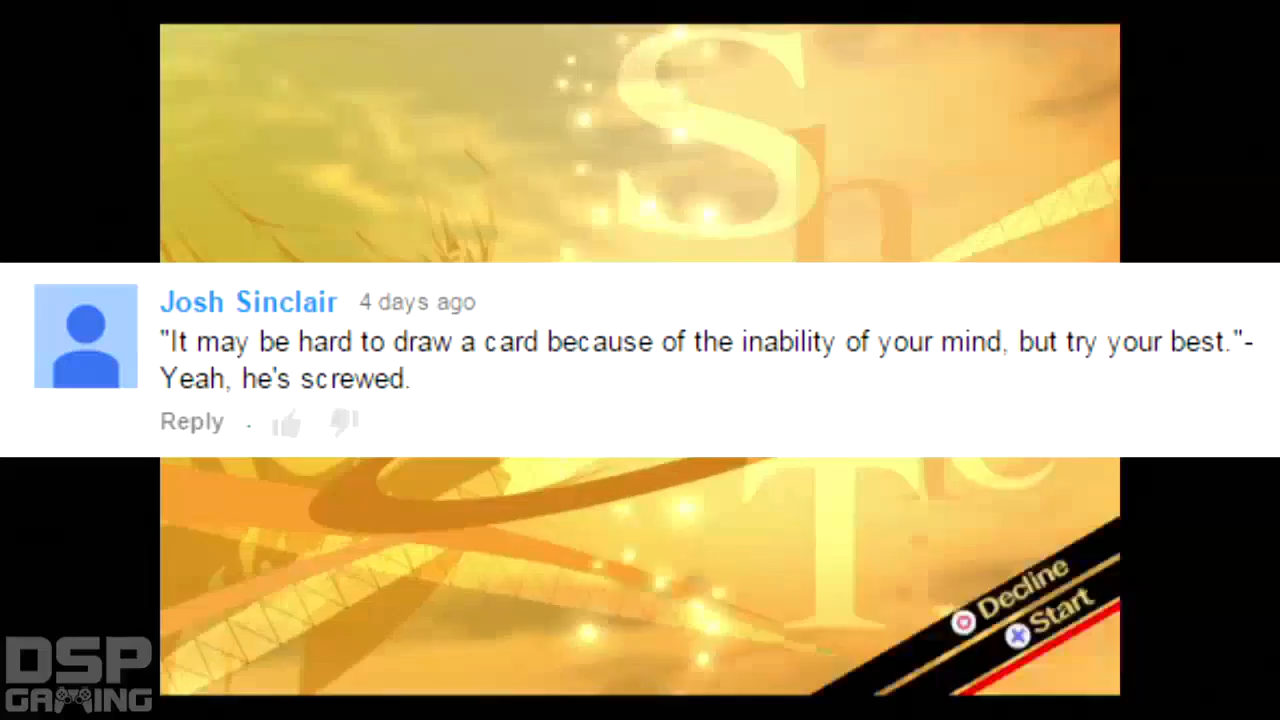 Sh
Josh Sinclair 4 days ago
"It may be hard to draw a card because of the inability of your mind, but try your best."-
Yeah, he's screwed.
Reply
T
Decline
Start
DSP
GAMING